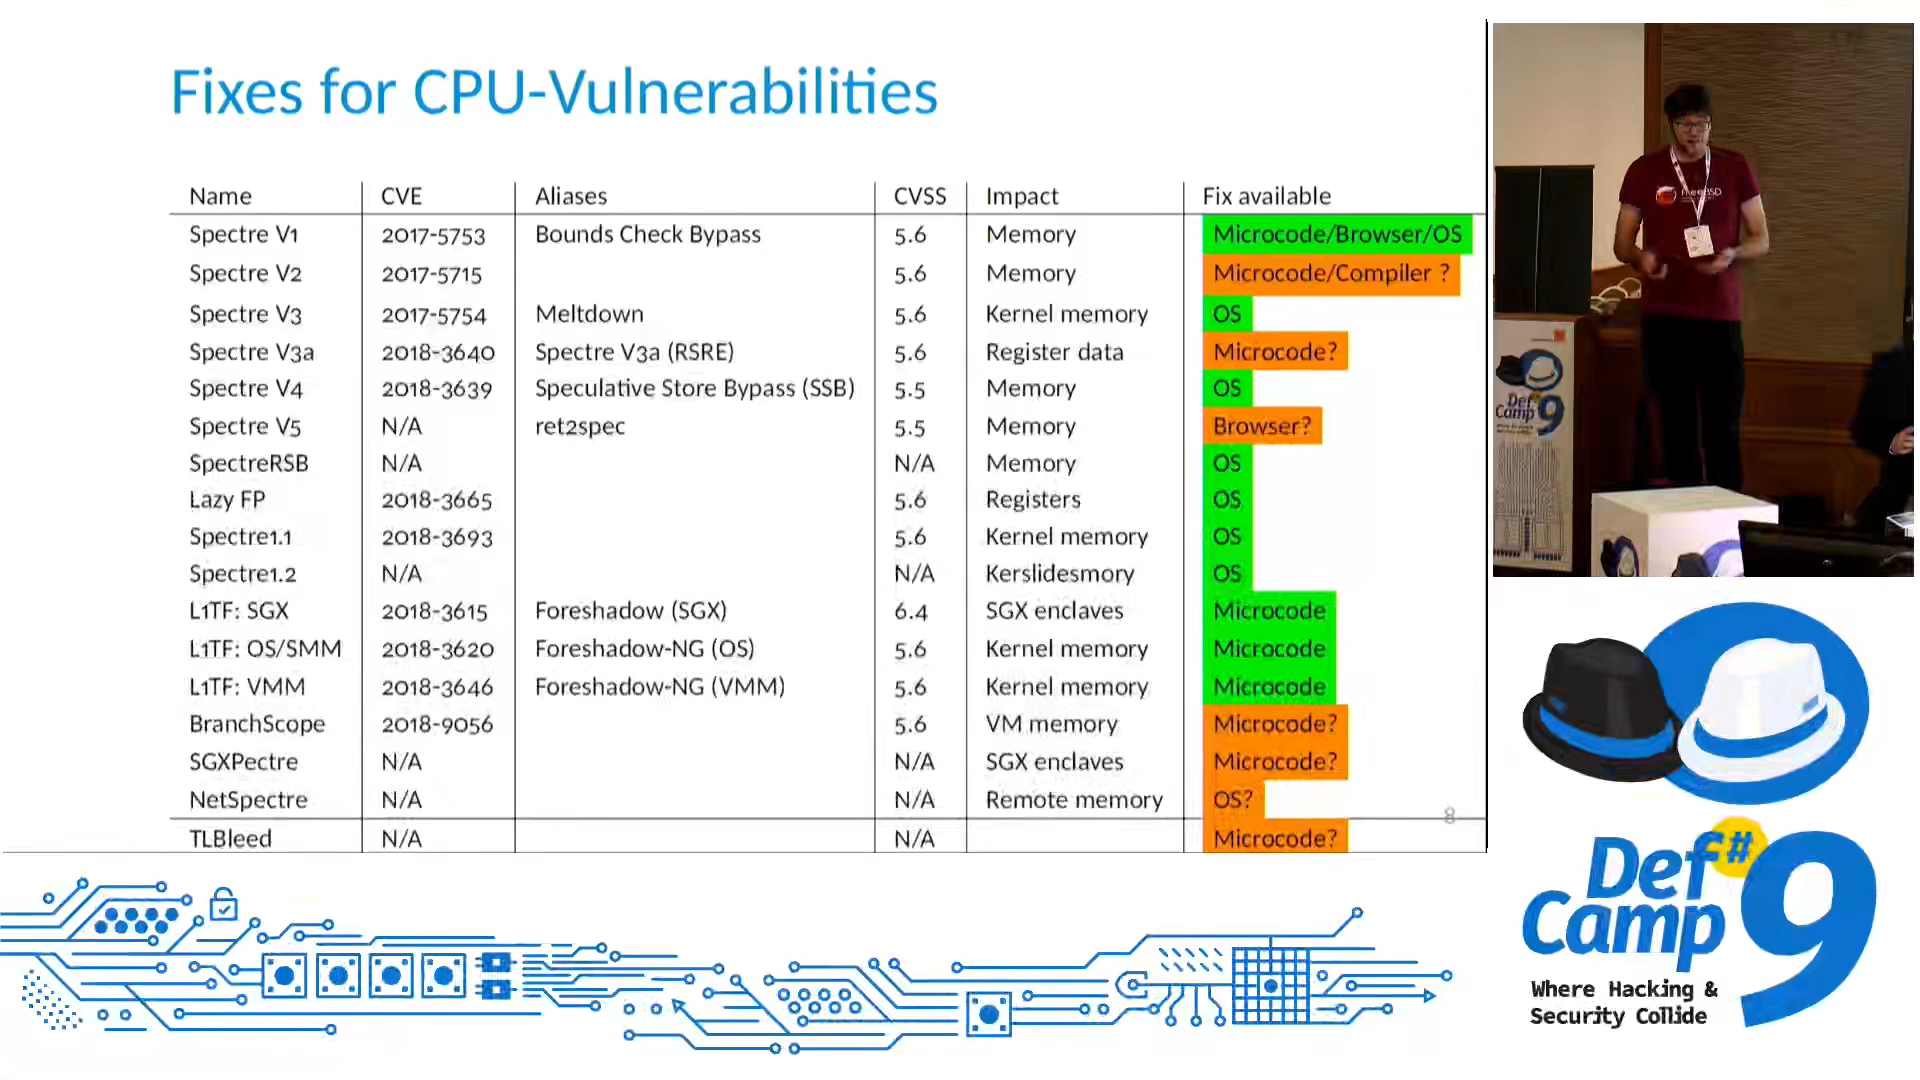 Fixes for CPU-Vulnerabilities
Name CVE Aliases CVSS Impact Fix available
Spectre V1 2017-5753 Bounds Check Bypass 5.6 Memory Microcode/Browser/OS
Spectre V2 2017-5715 5.6 Memory Microcode/Compiler ?
Spectre V3 2017-5754 Meltdown 5.6 Kernel memory OS
Spectre V3a 2018-3640 Spectre V3a (RSRE) 5.6 Register data Microcode?
Spectre V4 2018-3639 Speculative Store Bypass (SSB) 5.5 Memory OS
Spectre V5 N/A ret2spec 5.5 Memory Browser?
SpectreRSB N/A N/A Memory OS
Lazy FP 2018-3665 5.6 Registers OS
Spectre1.1 2018-3693 5.6 Kernel memory OS
Spectre1.2 N/A N/A Kerslidesmory OS
L1TF: SGX 2018-3615 Foreshadow (SGX) 6.4 SGX enclaves Microcode
L1TF: OS/SMM 2018-3620 Foreshadow-NG (OS) 5.6 Kernel memory Microcode
L1TF: VMM 2018-3646 Foreshadow-NG (VMM) 5.6 Kernel memory Microcode
BranchScope 2018-9056 5.6 VM memory Microcode?
SGXPectre N/A N/A SGX enclaves Microcode?
NetSpectre N/A N/A Remote memory OS?
8
TLBleed N/A N/A Microcode?
FreeBSD
Def
Camp 9
Def # 9
Camp
Where Hacking &
Security Collide